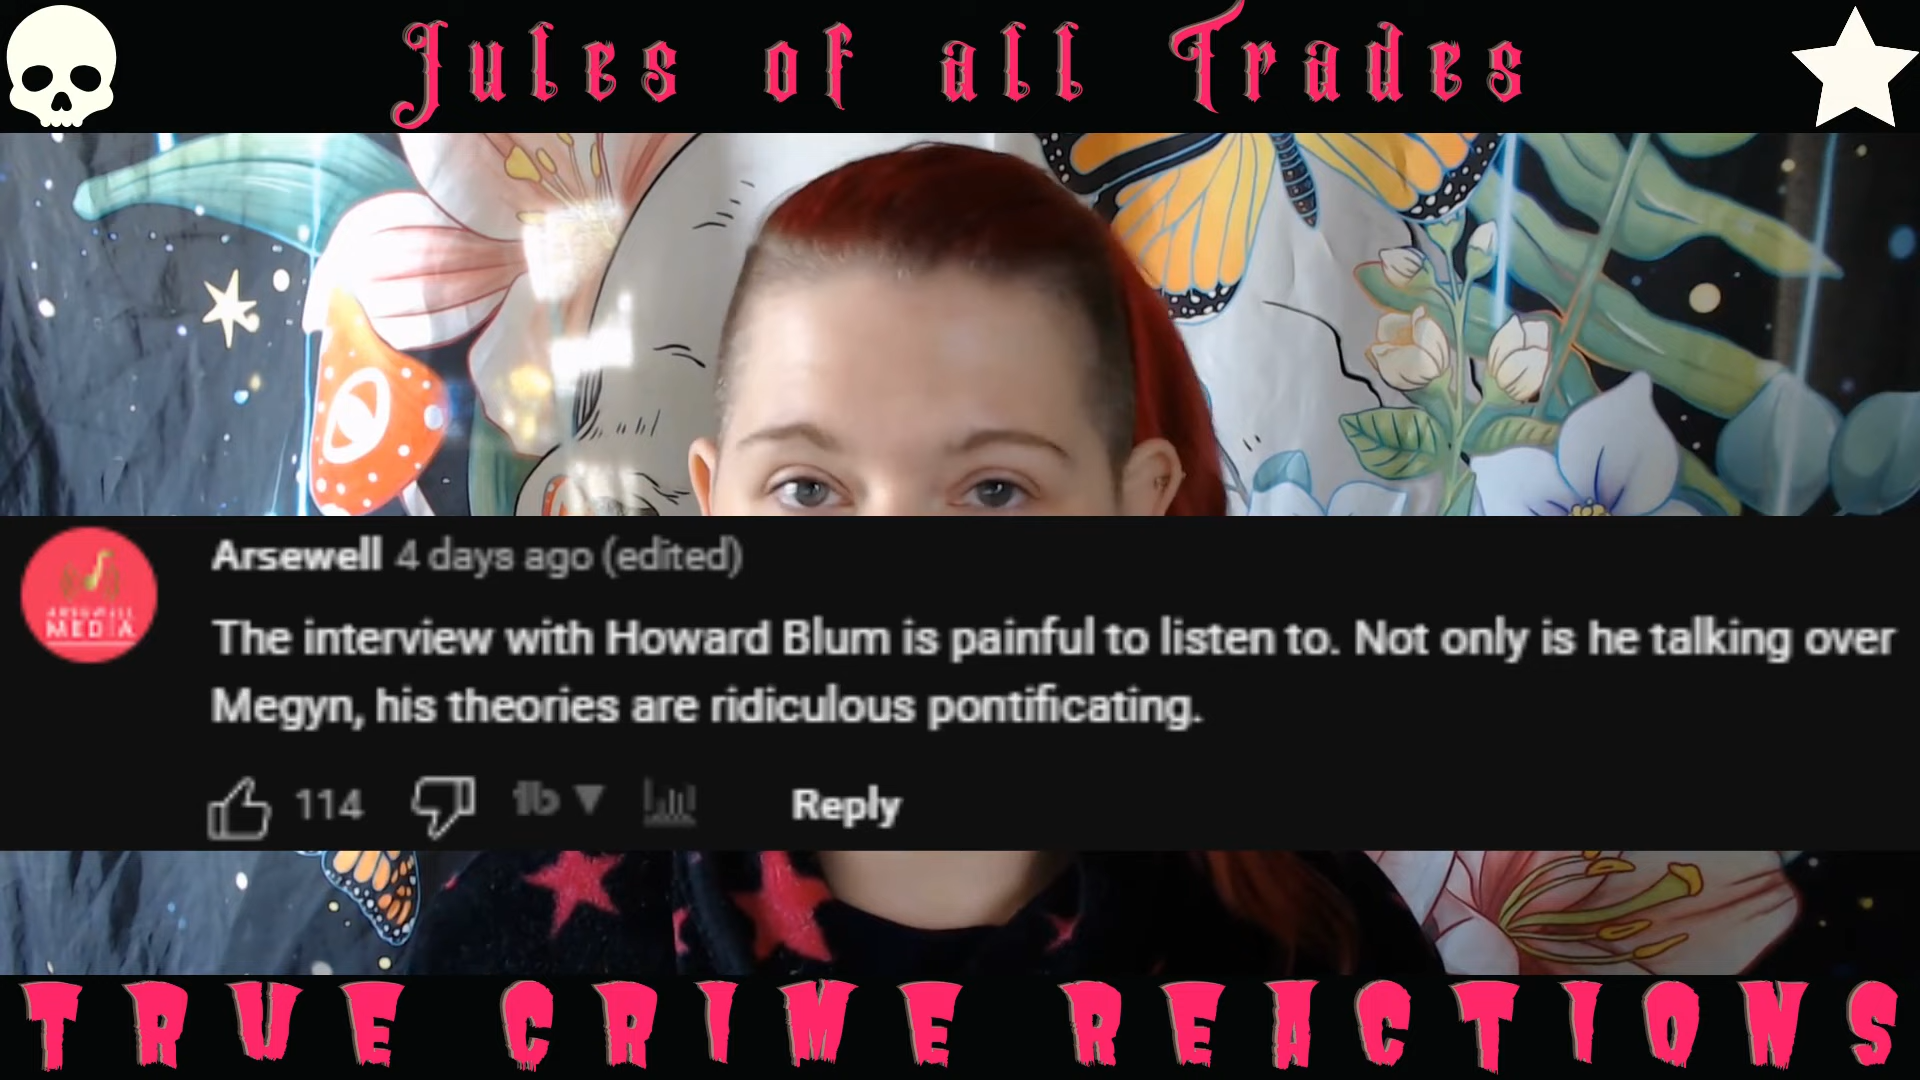 Jules of all Trades
Arsewell 4 days ago (edited)
The interview with Howard Blum is painful to listen to. Not only is he talking over
Megyn, his theories are ridiculous pontificating.
MEDIA
114
Reply
TRUE CRIME REACTIONS